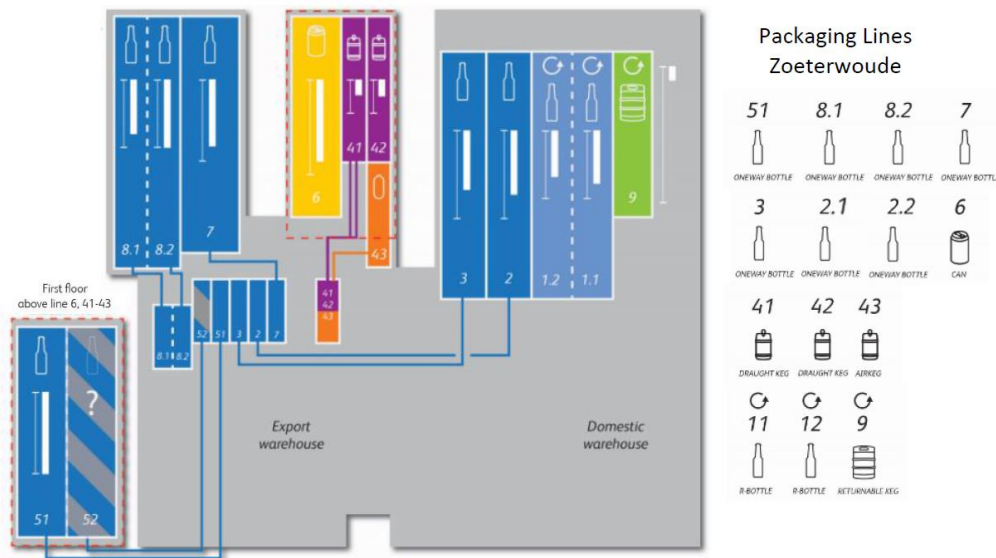 Packaging Lines
Zoeterwoude
51 8.1 8.2 7
ONEWAY BOTTLE ONEWAY BOTTLE ONEWAY BOTTLE ONEWAY BOTTLE
3 2.1 2.2 6
ONEWAY BOTTLE ONEWAY BOTTLE ONEWAY BOTTLE CAN
41 42 43
DRAUGHT KEG DRAUGHT KEG AIRKEG
11 12 9
R-BOTTLE R-BOTTLE RETURNABLE KEG
8.1 8.2 7
6 41 42
43
3 2 1.2 1.1
9
41
42
43
8.1 8.2
52 51 3 2 7
First floor
above line 6, 41-43
?
51 52
Export
warehouse
Domestic
warehouse